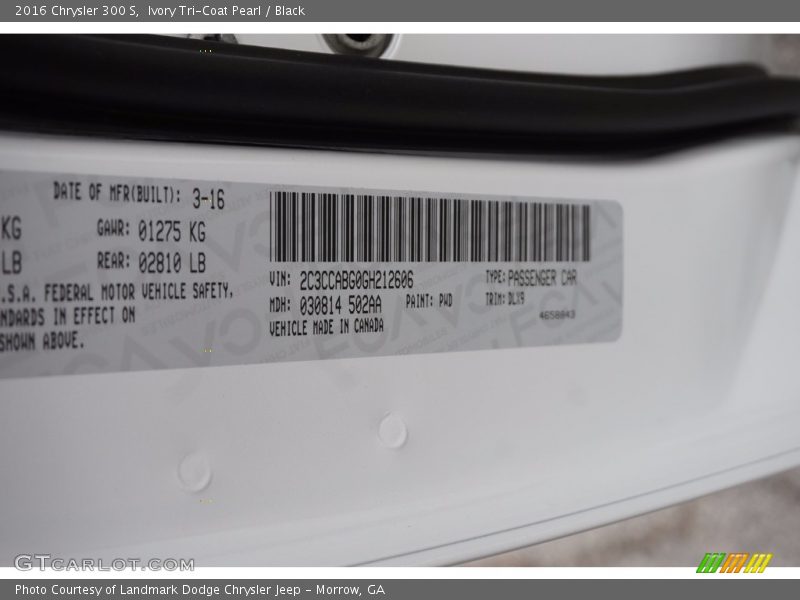 2016 Chrysler 300 S, Ivory Tri-Coat Pearl / Black
DATE OF MFR(BUILT): 3-16
KG GAWR: 01275 KG
LB REAR: 02810 LB
.S.A. FEDERAL MOTOR VEHICLE SAFETY,
NDARDS IN EFFECT ON
SHOWN ABOVE.
VIN: 2C3CCABG0GH212606 TYPE: PASSENGER CAR
MDH: 030814 502AA PAINT: PWD TRIM: DLX9
VEHICLE MADE IN CANADA
4658843
GTCARLOT.COM
Photo Courtesy of Landmark Dodge Chrysler Jeep - Morrow, GA